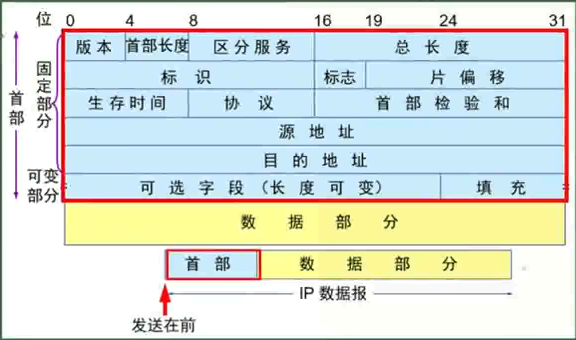 位 0 4 8 16 19 24 31
版本 首部长度 区分服务 总长度
标识 标志 片偏移
生存时间 协议 首部检验和
源地址
目的地址
可选字段（长度可变） 填充
首部
固定部分
可变部分
数据部分
首部 数据部分
IP 数据报
发送在前